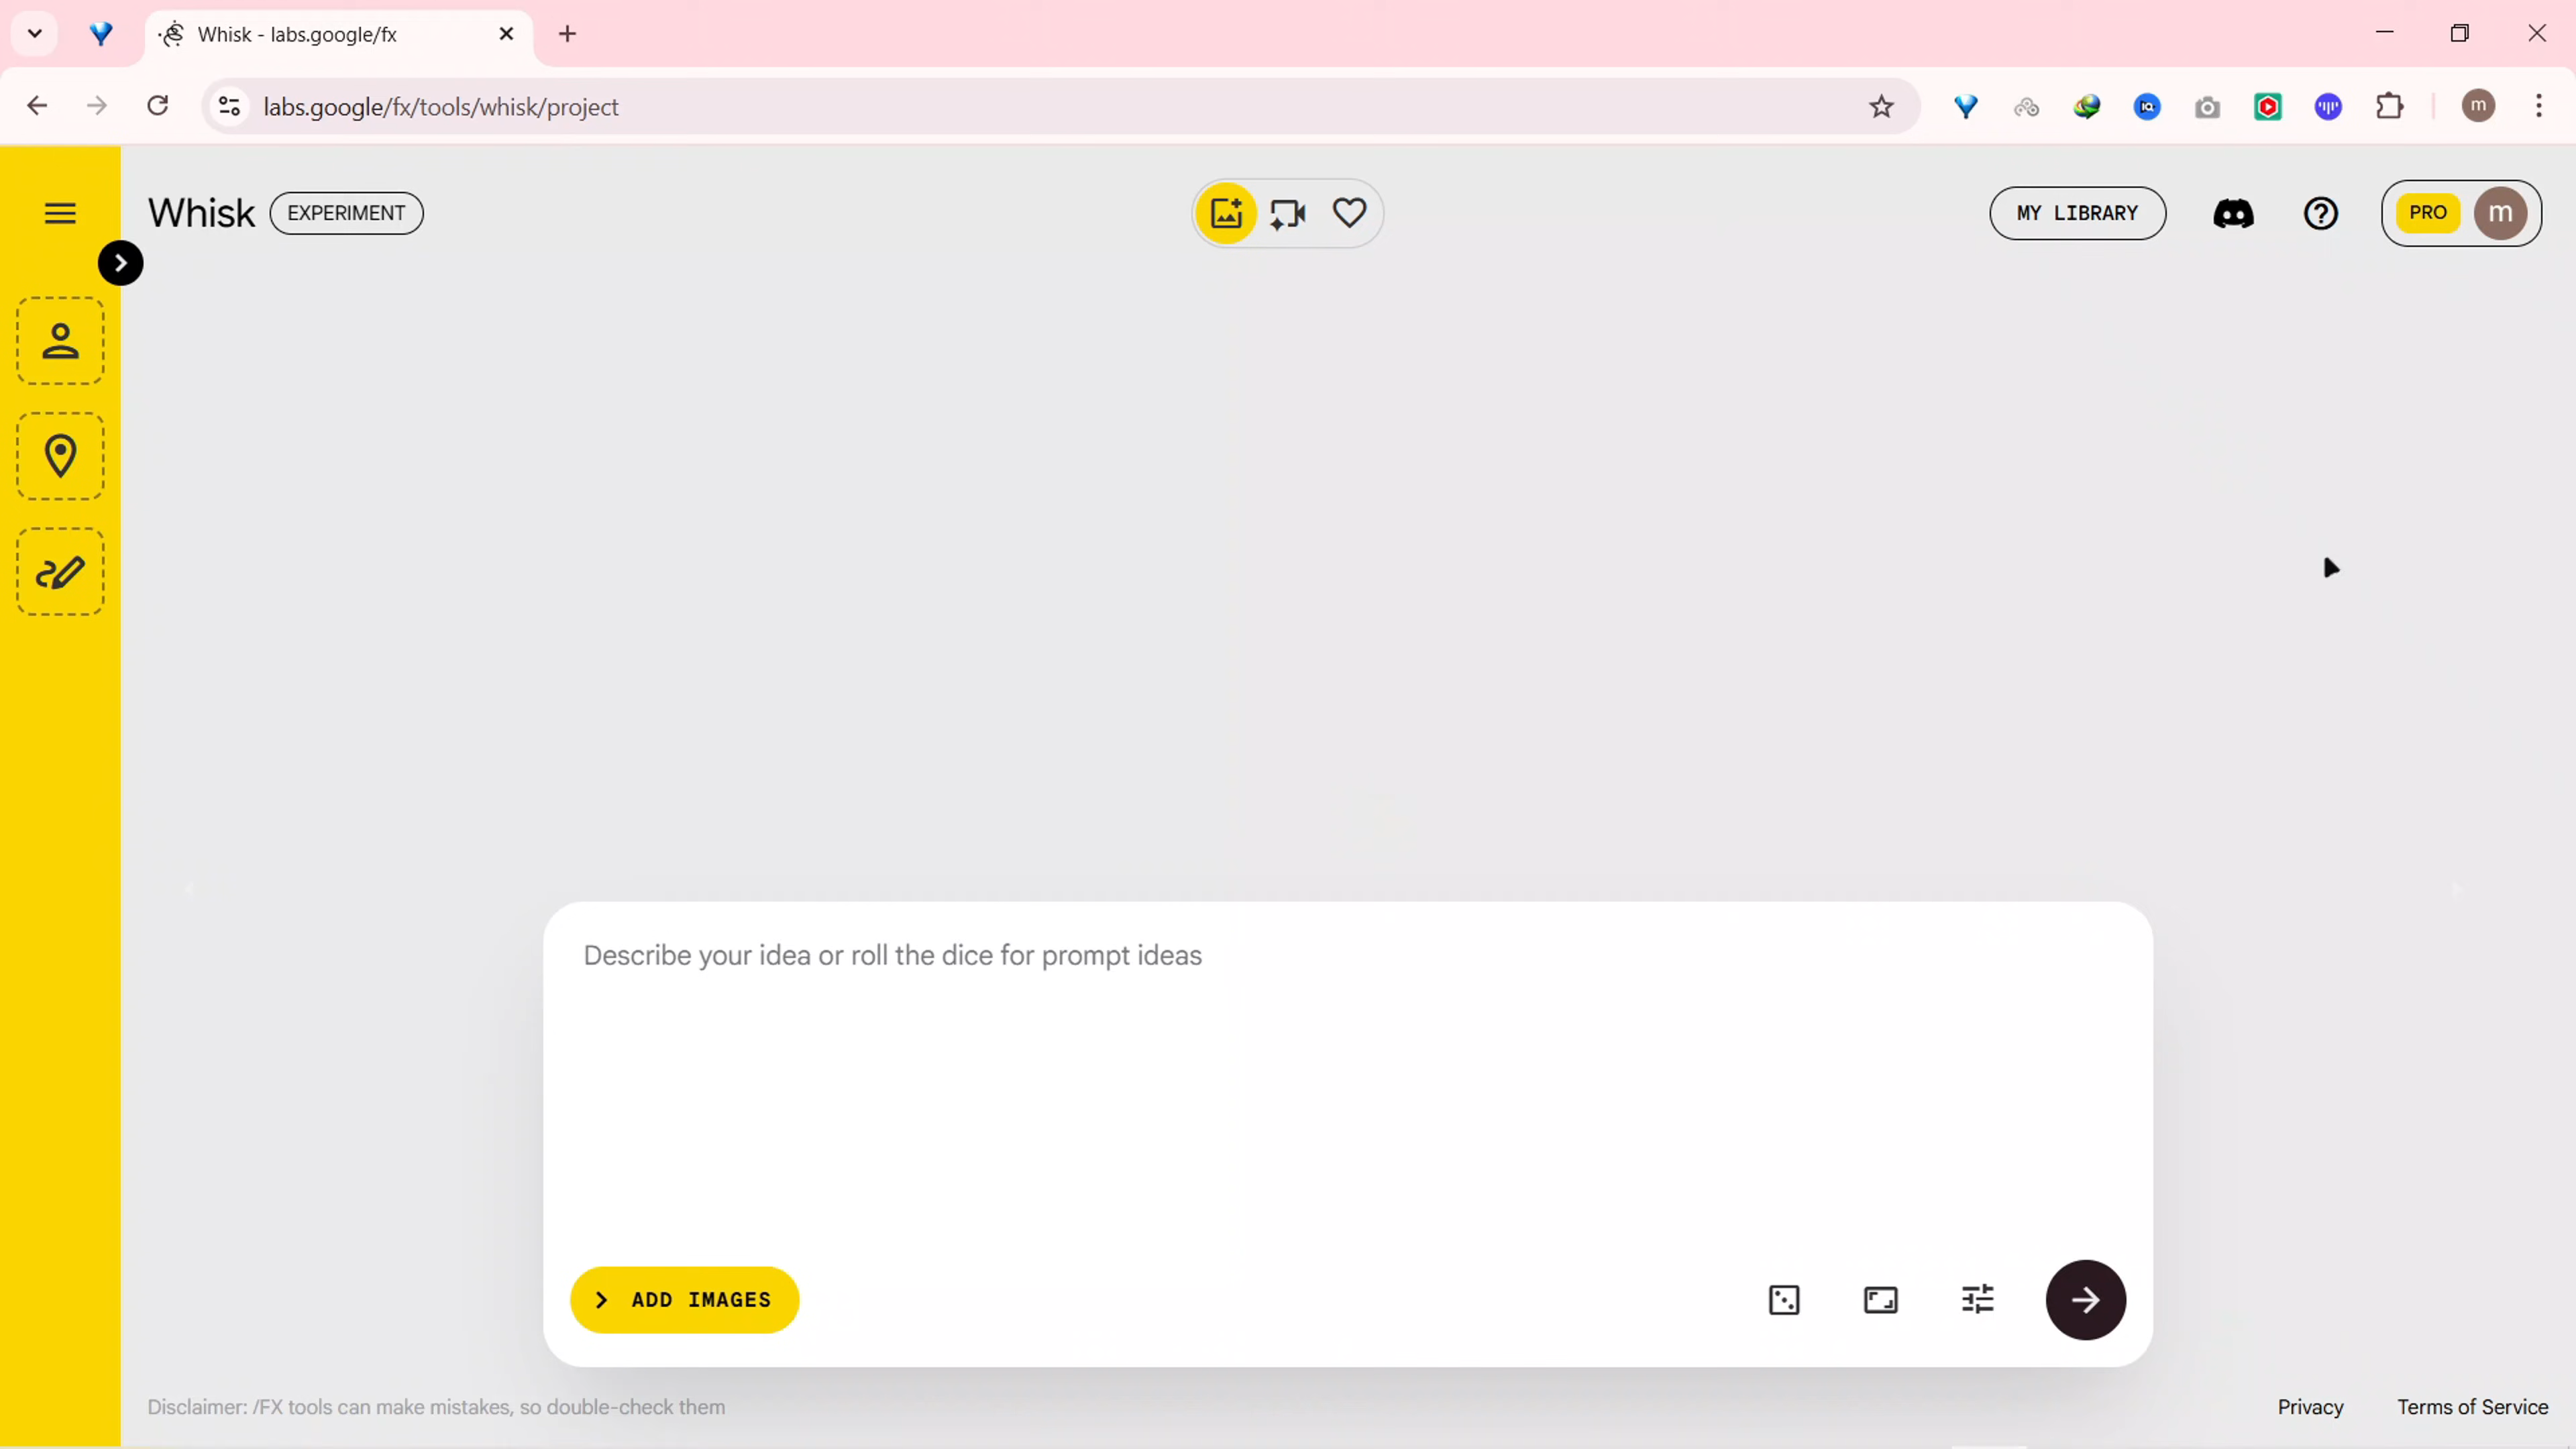 Whisk - labs.google/fx
labs.google/fx/tools/whisk/project
m
Whisk EXPERIMENT
MY LIBRARY
PRO m
Describe your idea or roll the dice for prompt ideas
ADD IMAGES
Disclaimer: /FX tools can make mistakes, so double-check them
Privacy Terms of Service